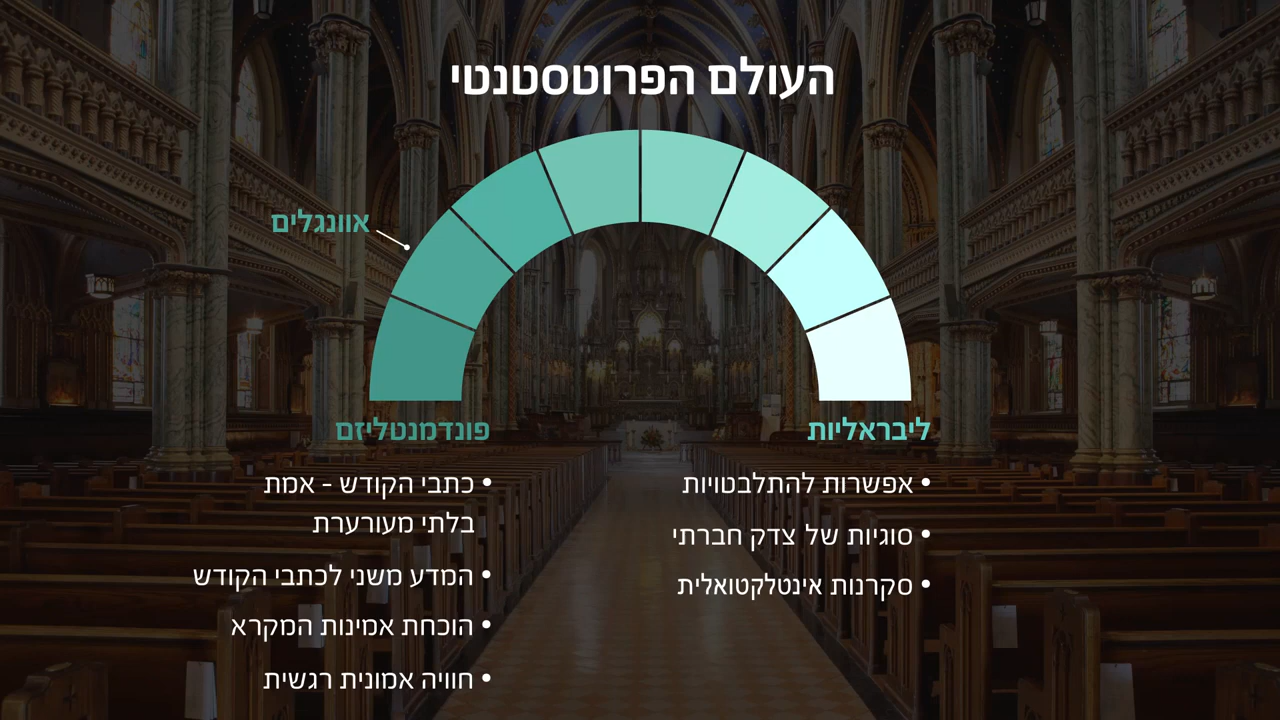 העולם הפרוטסטנטי
אוונגלים
ליבראליות
• אפשרות להתלבטויות
• סוגיות של צדק חברתי
• סקרנות אינטלקטואלית
פונדמנטליזם
• כתבי הקודש - אמת
בלתי מעורערת
• המדע משני לכתבי הקודש
• הוכחת אמינות המקרא
• חוויה אמונית רגשית